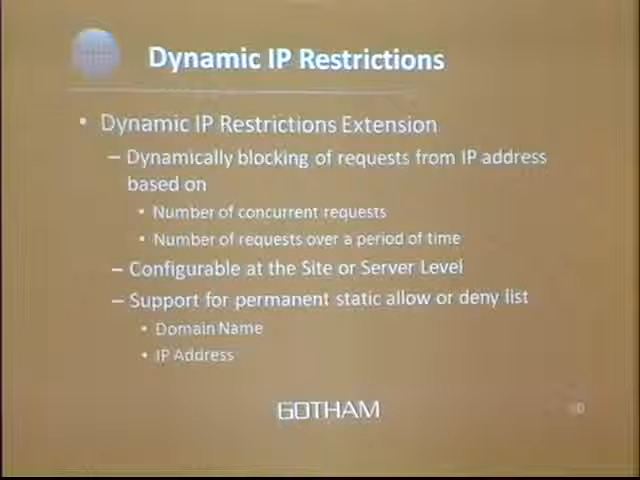 Dynamic IP Restrictions
• Dynamic IP Restrictions Extension
– Dynamically blocking of requests from IP address
based on
• Number of concurrent requests
• Number of requests over a period of time
– Configurable at the Site or Server Level
– Support for permanent static allow or deny list
• Domain Name
• IP Address
GOTHAM